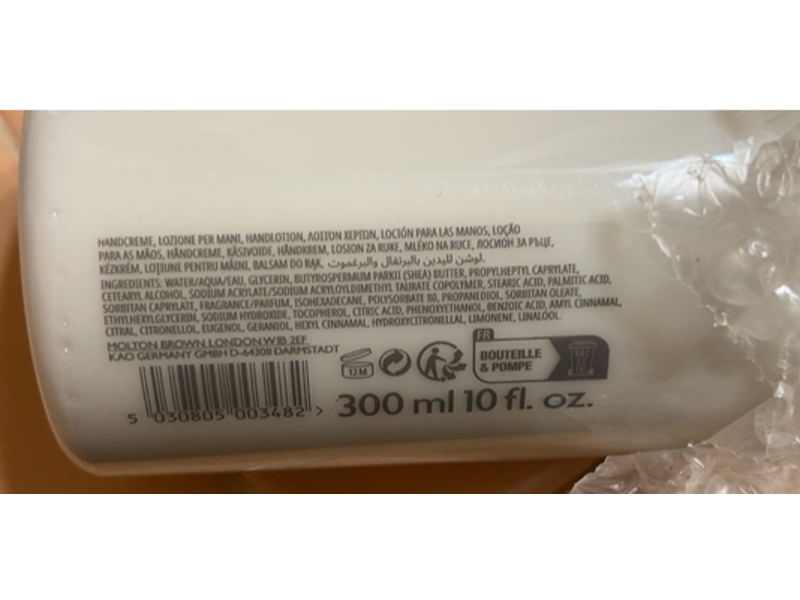 HANDCREME, LOZIONE PER MANI, HANDLOTION, ΛΟΣΙΟΝ ΧΕΡΙΩΝ, LOCIÓN PARA LAS MANOS, LOÇÃO
PARA AS MÃOS, HÅNDCREME, KÄSIVOIDE, HÅNDKREM, LOSION ZA RUKE, MLÉKO NA RUCE, ЛОСИОН ЗА РЪЦЕ,
KÉZKRÉM, LOȚIUNE PENTRU MÂINI, BALSAM DO RĄK, لوشن لليدين بالبرتقال والبرغموت.
INGREDIENTS: WATER/AQUA/EAU, GLYCERIN, BUTYROSPERMUM PARKII (SHEA) BUTTER, PROPYLHEPTYL CAPRYLATE,
CETEARYL ALCOHOL, SODIUM ACRYLATE/SODIUM ACRYLOYLDIMETHYL TAURATE COPOLYMER, STEARIC ACID, PALMITIC ACID,
SORBITAN CAPRYLATE, FRAGRANCE/PARFUM, ISOHEXADECANE, POLYSORBATE 80, PROPANEDIOL, SORBITAN OLEATE,
ETHYLHEXYLGLYCERIN, SODIUM HYDROXIDE, TOCOPHEROL, CITRIC ACID, PHENOXYETHANOL, BENZOIC ACID, AMYL CINNAMAL,
CITRAL, CITRONELLOL, EUGENOL, GERANIOL, HEXYL CINNAMAL, HYDROXYCITRONELLAL, LIMONENE, LINALOOL.
MOLTON BROWN LONDON W1B 2EF
KAO GERMANY GMBH D-64308 DARMSTADT
12M
FR
BOUTEILLE
& POMPE
BAC
DE
TRI
5 030805 003482 >
300 ml 10 fl. oz.